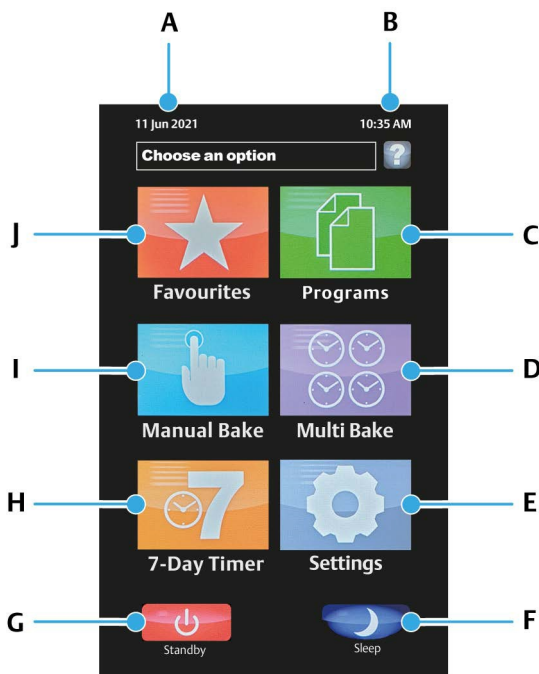 A B
11 Jun 2021 10:35 AM
Choose an option ?
J C
Favourites Programs
I D
Manual Bake Multi Bake
H 7 E
7-Day Timer Settings
G F
Standby Sleep